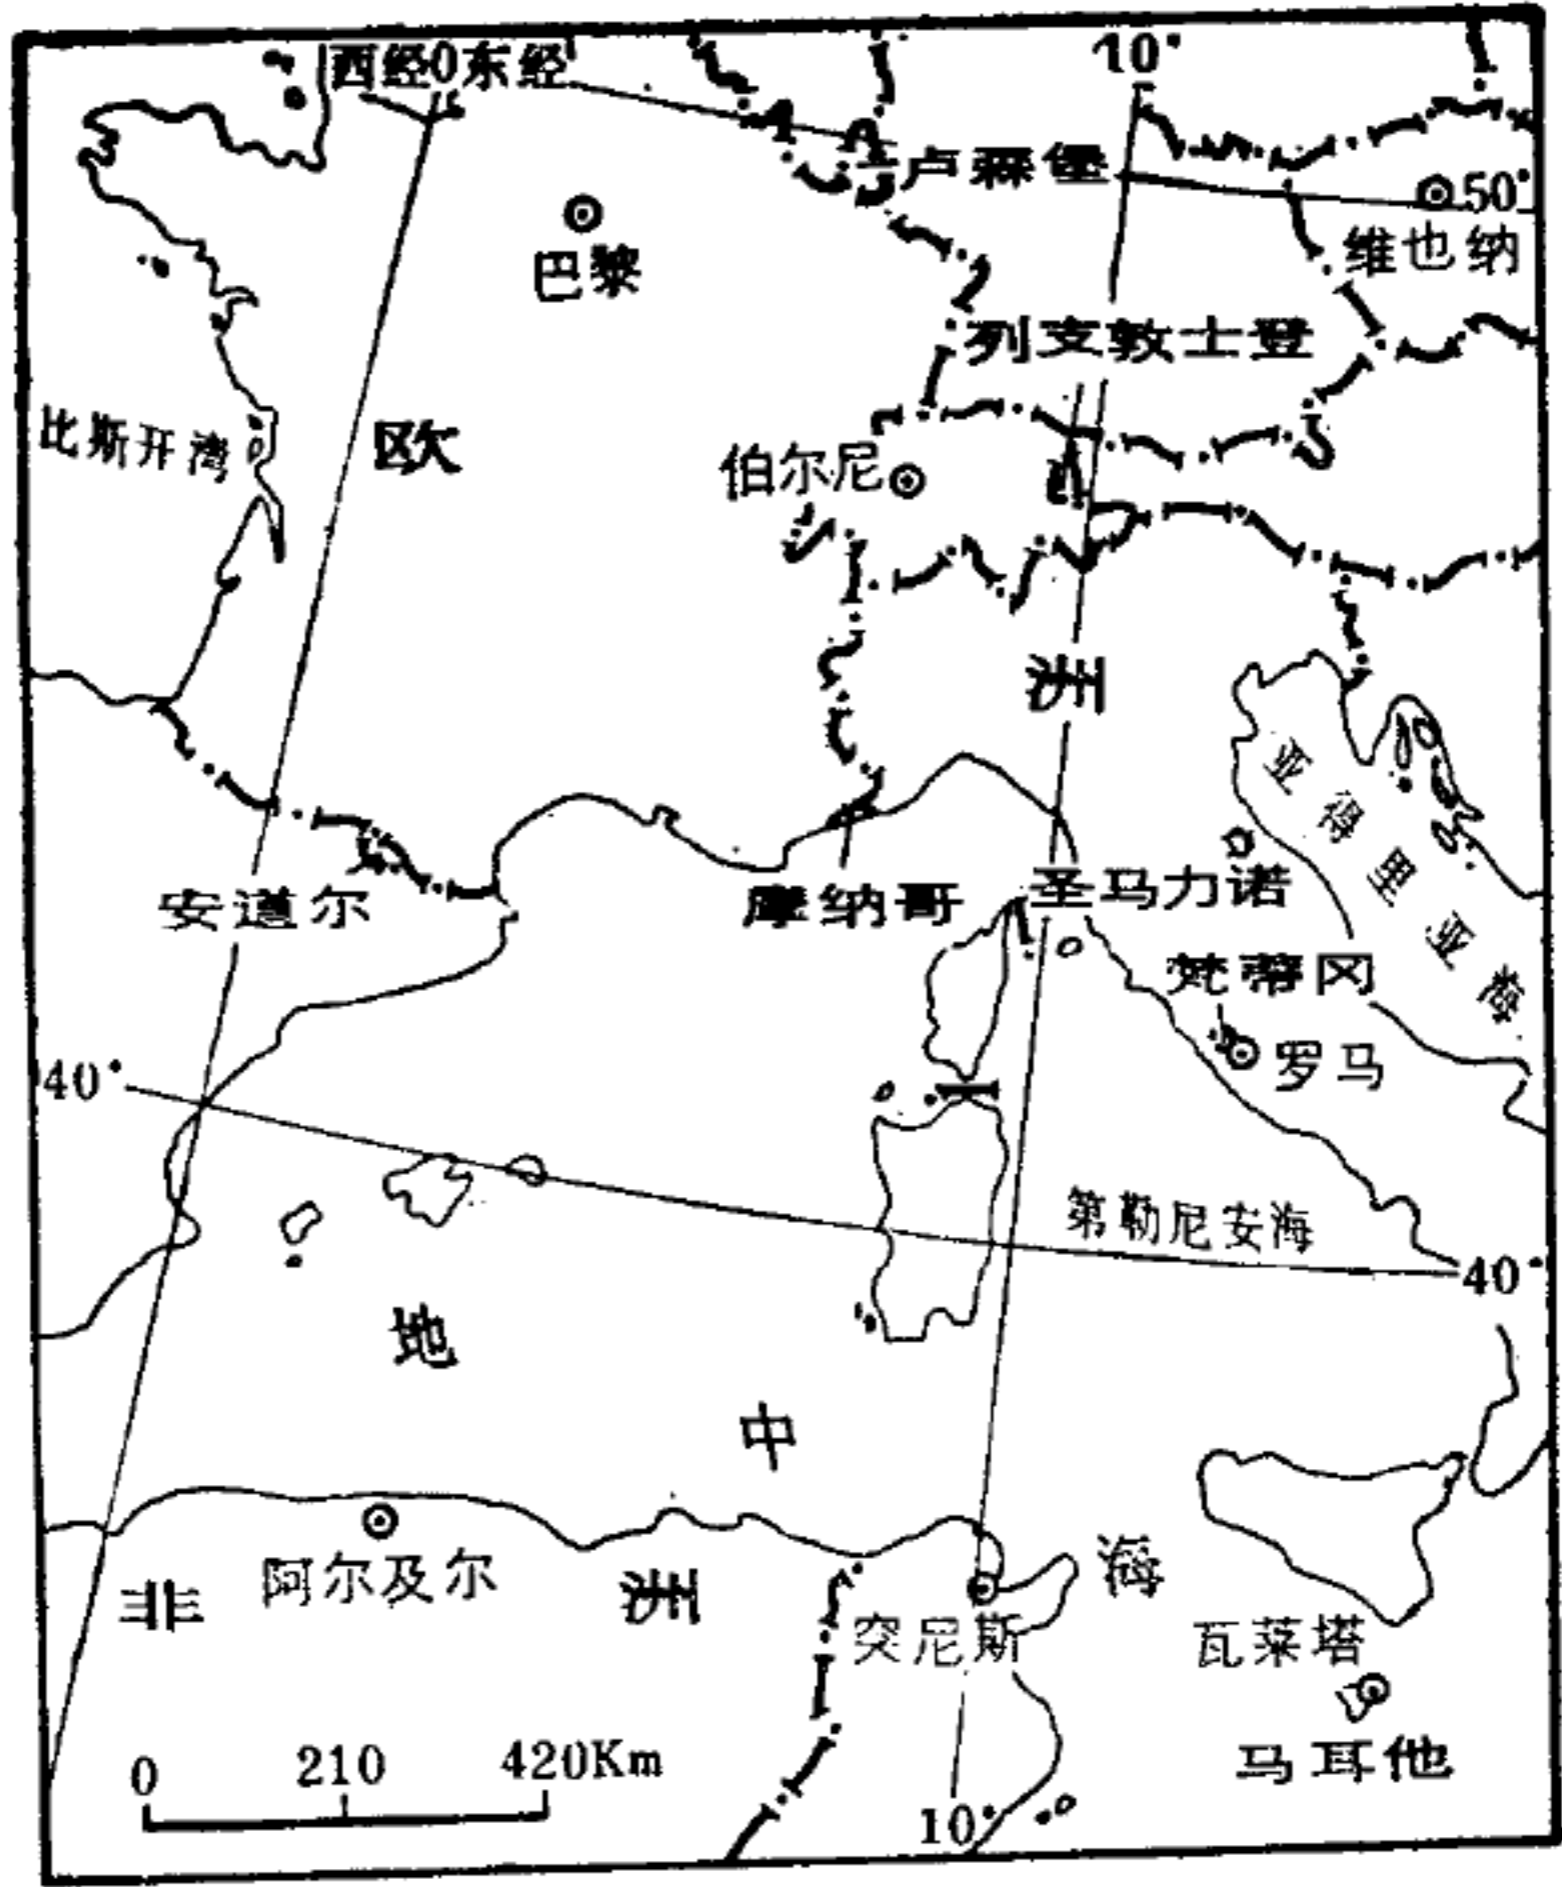 西经0东经
10°
卢森堡
50°
巴黎
维也纳
列支敦士登
比斯开湾
欧
伯尔尼
洲
亚得里亚海
安道尔
摩纳哥
圣马力诺
梵蒂冈
罗马
40°
第勒尼安海
40°
地
中
海
阿尔及尔
非
洲
突尼斯
瓦莱塔
马耳他
0
210
420Km
10°